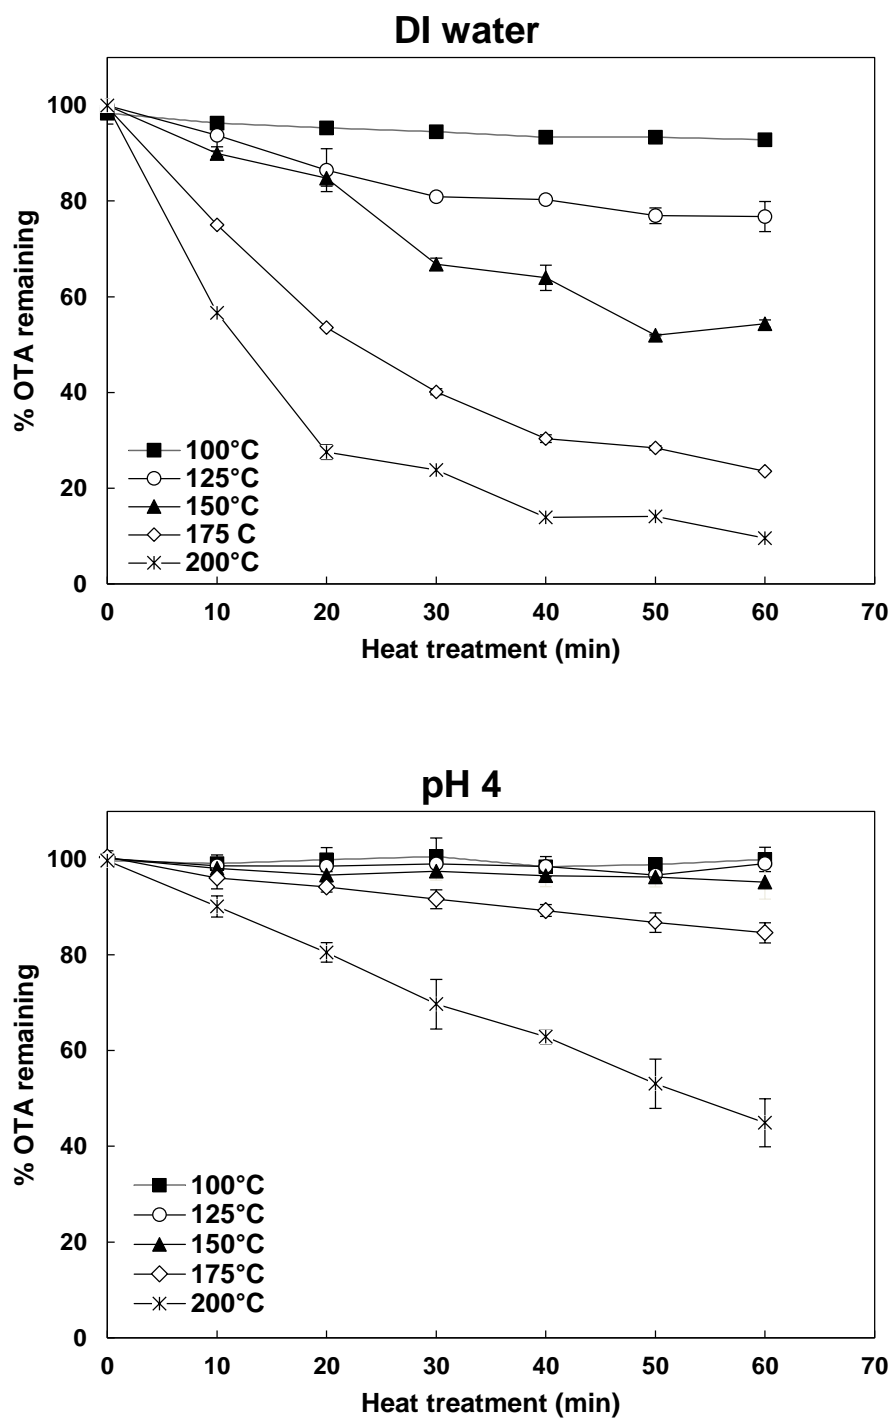 DI water
100
80
60
40
20
0
% OTA remaining
100°C
125°C
150°C
175 C
200°C
0 10 20 30 40 50 60 70
Heat treatment (min)
pH 4
100
80
60
40
20
0
% OTA remaining
100°C
125°C
150°C
175°C
200°C
0 10 20 30 40 50 60 70
Heat treatment (min)